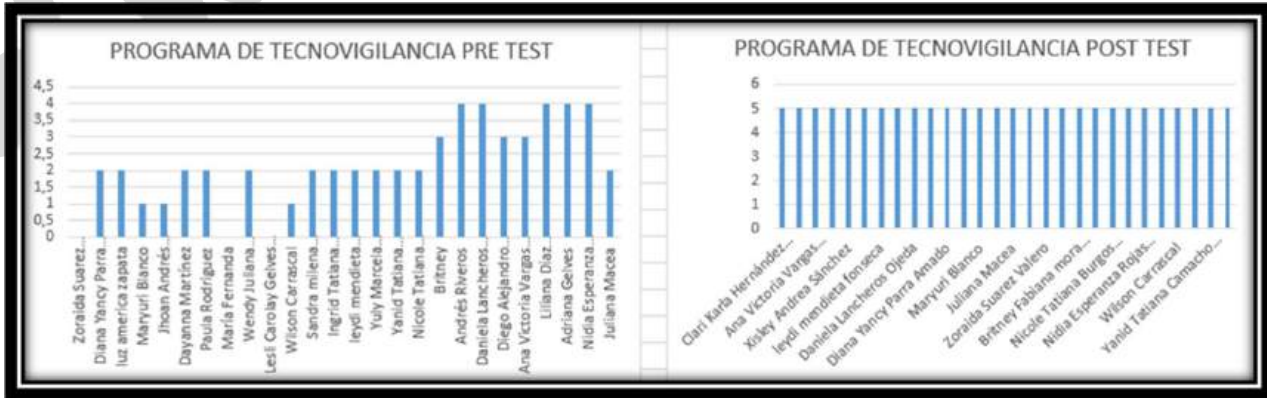 PROGRAMA DE TECNOVIGILANCIA PRE TEST
4,5
4
3,5
3
2,5
2
1,5
1
0,5
0
Zoraida Suarez...
Diana Yancy Parra...
luz america zapata
Maryuri Blanco
Jhoan Andrés
Dayanna Martínez
Paula Rodríguez
María Fernanda
Wendy Juliana...
Lesli Carolay Gelves...
Wilson Carrascal
Sandra milena
Ingrid Tatiana...
leydi mendieta
Yuly Marcela
Yanid Tatiana
Nicole Tatiana
Britney
Andrés Riveros
Daniela Lancheros...
Diego Alejandro
Ana Victoria Vargas...
Liliana Diaz
Adriana Gelves
Nidia Esperanza
Juliana Macea
PROGRAMA DE TECNOVIGILANCIA POST TEST
6
5
4
3
2
1
0
Clari Karla Hernández...
Ana Victoria Vargas...
Xiskey Andrea Sánchez
leydi mendieta fonseca
Daniela Lancheros Ojeda
Diana Yancy Parra Amado
Maryuri Blanco
Juliana Macea
Zoraida Suarez Valero
Britney Fabiana mora...
Nicole Tatiana Burgos...
Nidia Esperanza Rojas...
Wilson Carrascal
Yanid Tatiana Camacho...